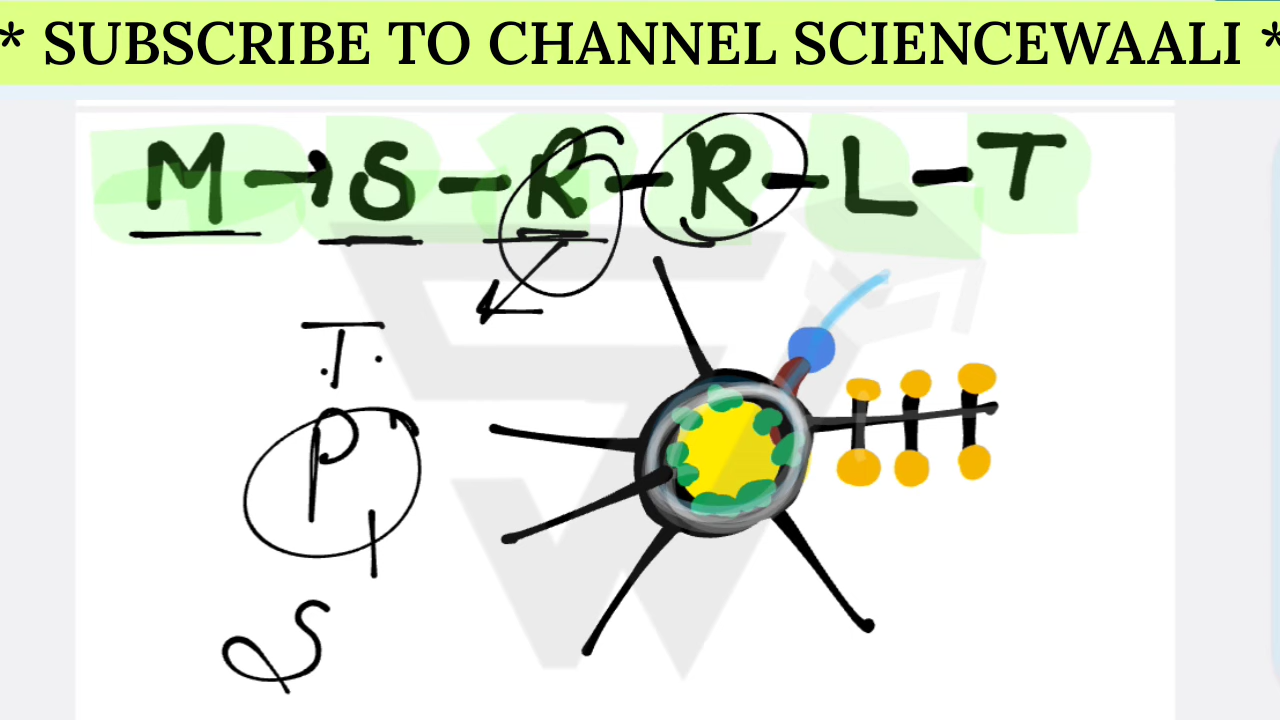 * SUBSCRIBE TO CHANNEL SCIENCEWAALI *
M → S - R - R - L - T
T.
P
S